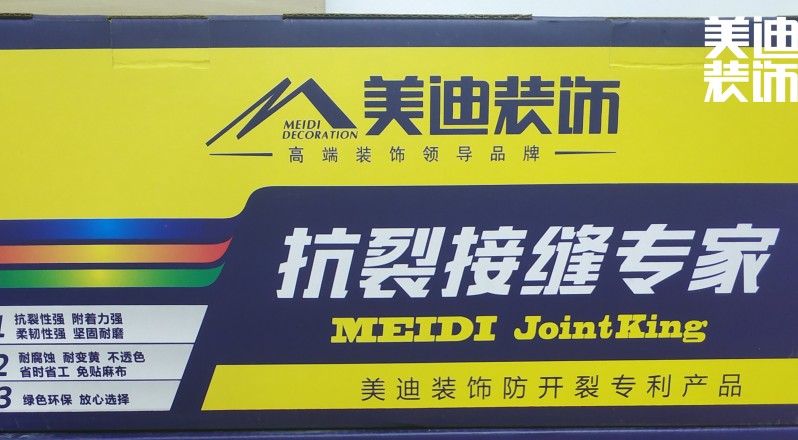 美迪
装饰
MEIDI
DECORATION
美迪装饰
高端装饰领导品牌
抗裂接缝专家
MEIDI JointKing
1 抗裂性强 附着力强
柔韧性强 坚固耐磨
2 耐腐蚀 耐变黄 不透色
省时省工 免贴麻布
3 绿色环保 放心选择
美迪装饰防开裂专利产品